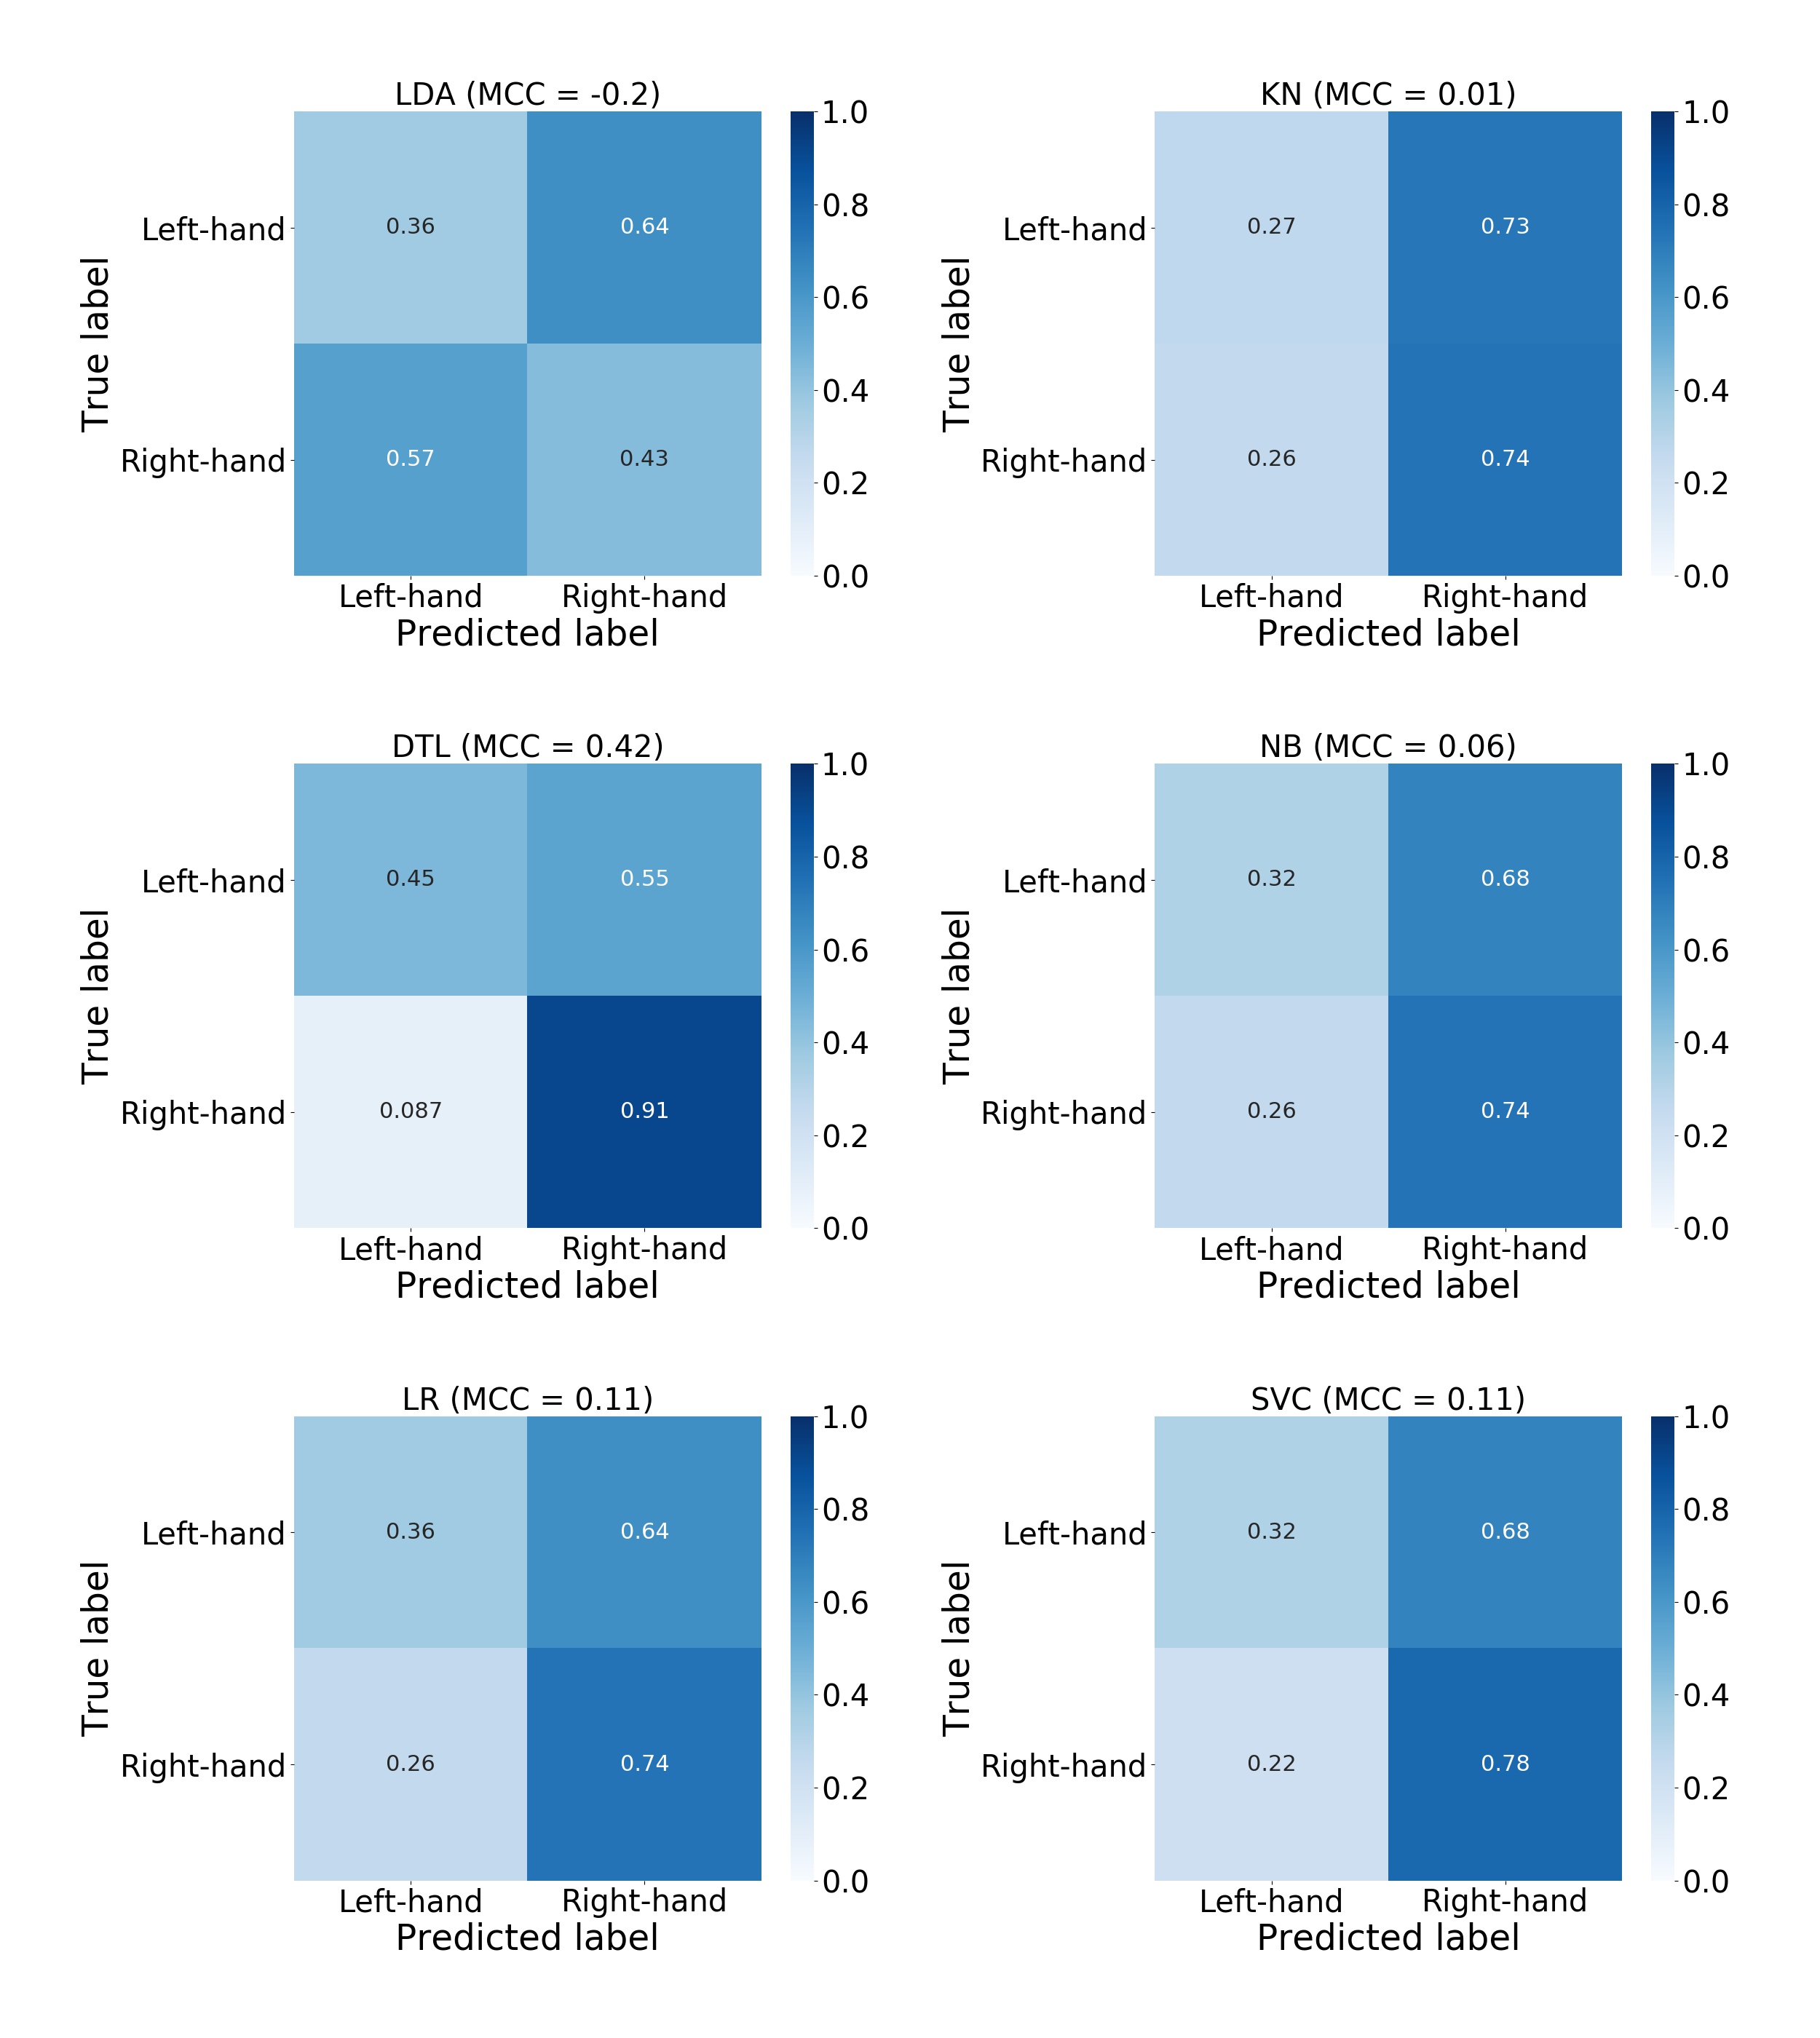 LDA (MCC = -0.2)
True label
Left-hand
0.36
0.64
Right-hand
0.57
0.43
Left-hand
Right-hand
Predicted label
1.0
0.8
0.6
0.4
0.2
0.0
KN (MCC = 0.01)
True label
Left-hand
0.27
0.73
Right-hand
0.26
0.74
Left-hand
Right-hand
Predicted label
1.0
0.8
0.6
0.4
0.2
0.0
DTL (MCC = 0.42)
True label
Left-hand
0.45
0.55
Right-hand
0.087
0.91
Left-hand
Right-hand
Predicted label
1.0
0.8
0.6
0.4
0.2
0.0
NB (MCC = 0.06)
True label
Left-hand
0.32
0.68
Right-hand
0.26
0.74
Left-hand
Right-hand
Predicted label
1.0
0.8
0.6
0.4
0.2
0.0
LR (MCC = 0.11)
True label
Left-hand
0.36
0.64
Right-hand
0.26
0.74
Left-hand
Right-hand
Predicted label
1.0
0.8
0.6
0.4
0.2
0.0
SVC (MCC = 0.11)
True label
Left-hand
0.32
0.68
Right-hand
0.22
0.78
Left-hand
Right-hand
Predicted label
1.0
0.8
0.6
0.4
0.2
0.0